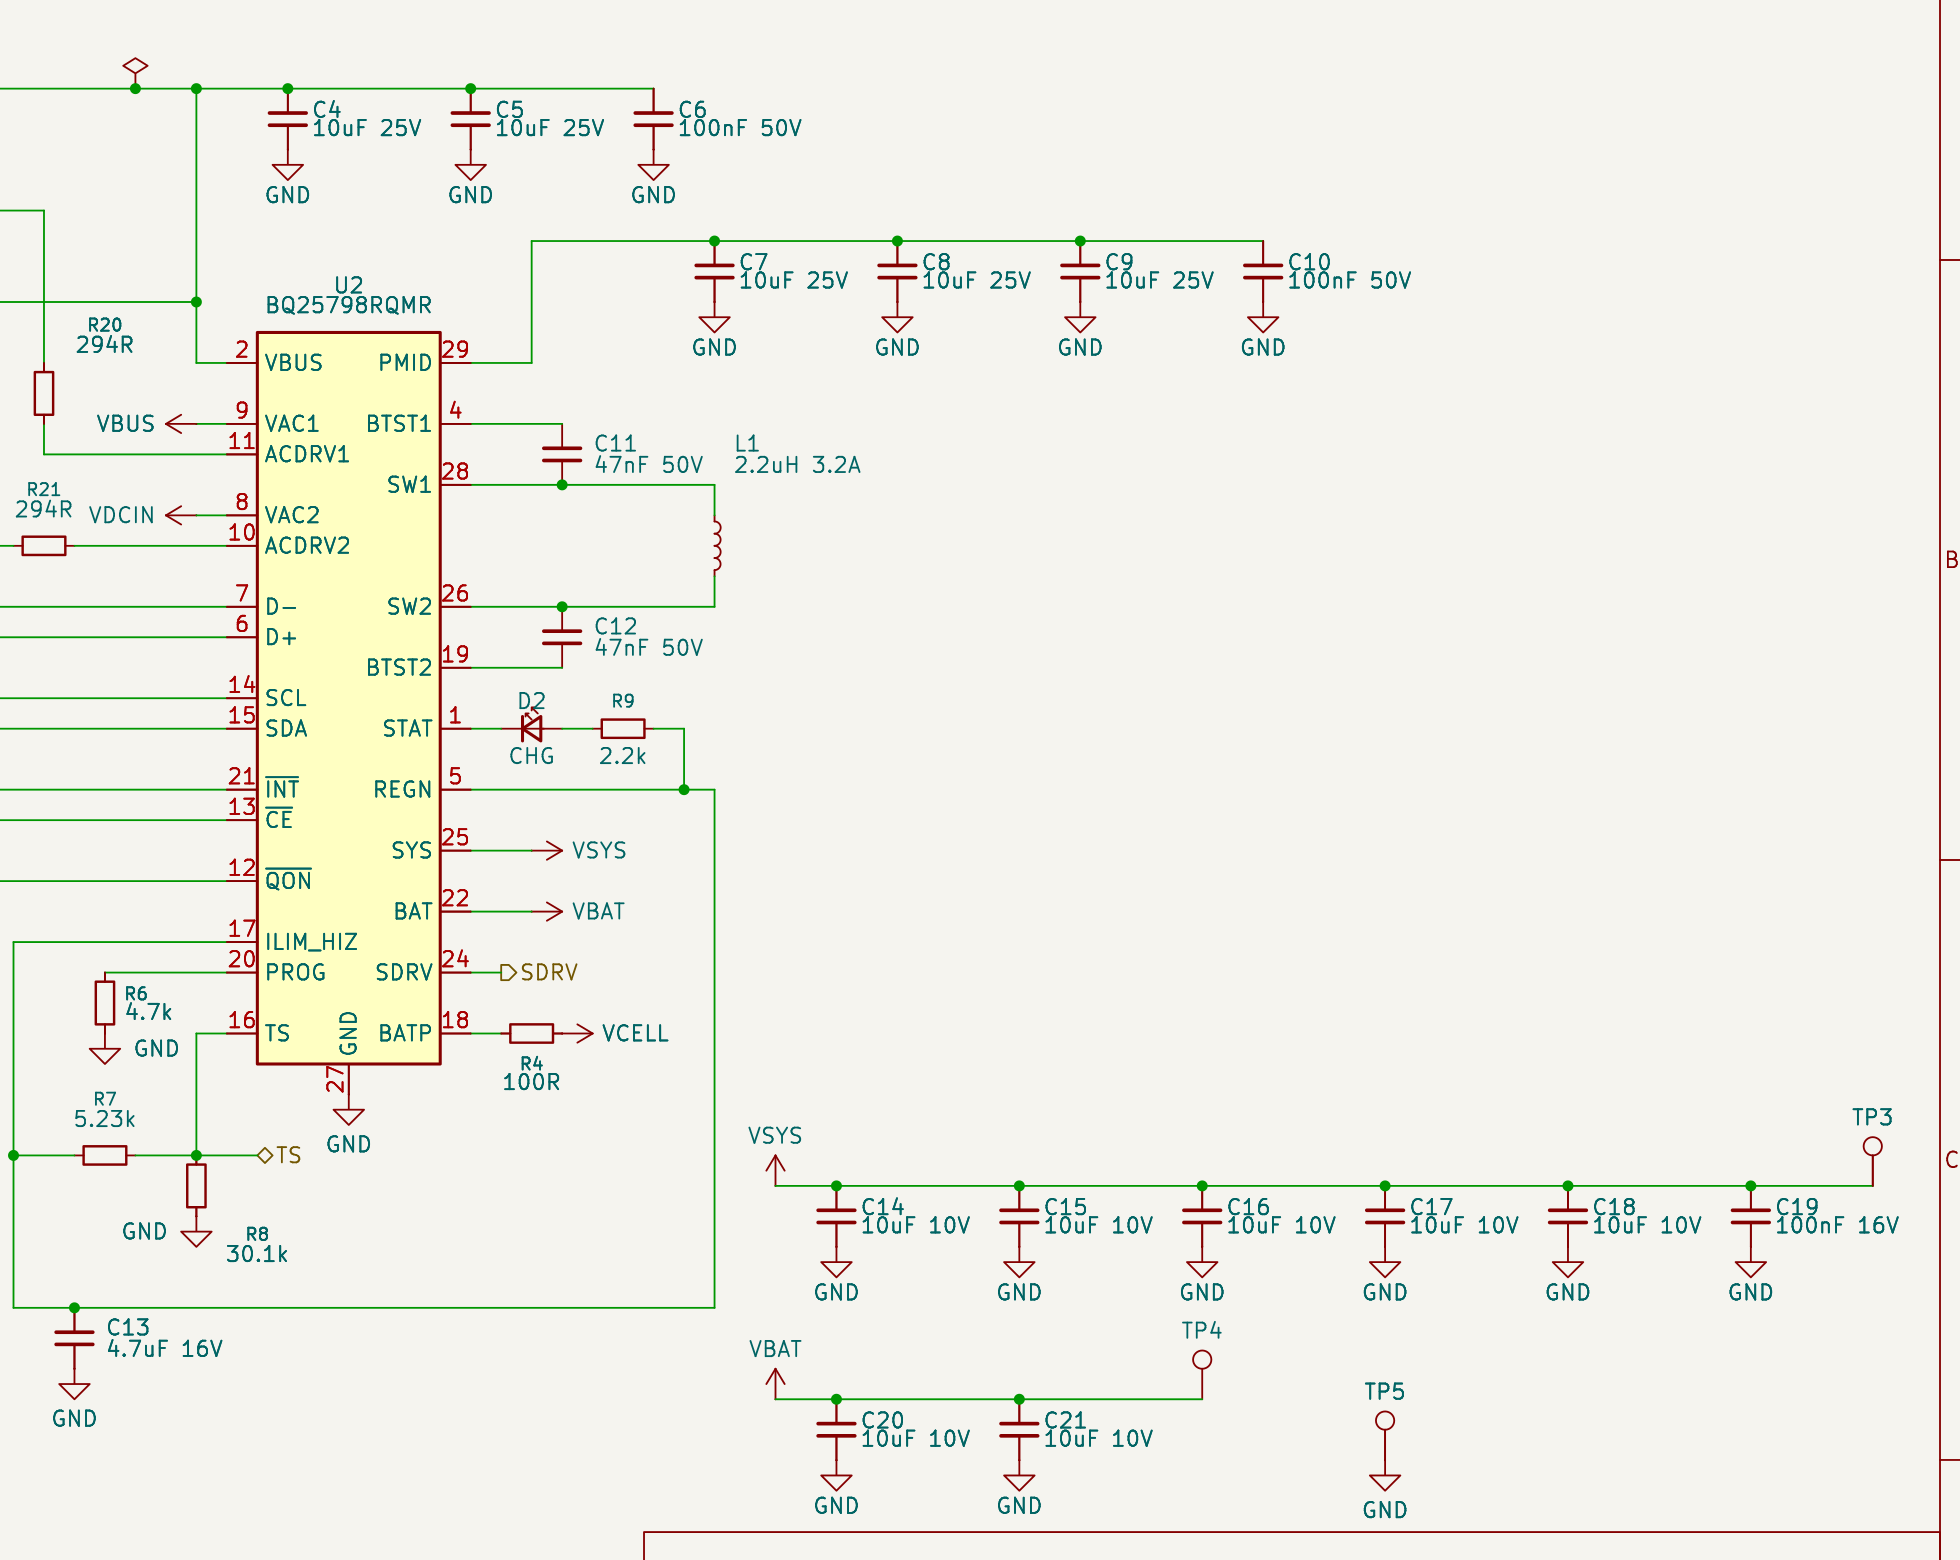 C4
10uF 25V
GND
C5
10uF 25V
GND
C6
100nF 50V
GND
C7
10uF 25V
GND
C8
10uF 25V
GND
C9
10uF 25V
GND
C10
100nF 50V
GND
U2
BQ25798RQMR
R20
294R
2
VBUS
PMID
29
VBUS
9
VAC1
BTST1
4
11
ACDRV1
C11
47nF 50V
L1
2.2uH 3.2A
SW1
28
R21
294R
VDCIN
8
VAC2
10
ACDRV2
B
7
D-
SW2
26
6
D+
C12
47nF 50V
BTST2
19
14
SCL
15
SDA
STAT
1
D2
CHG
R9
2.2k
21
INT
REGN
5
13
CE
SYS
25
VSYS
12
QON
BAT
22
VBAT
17
ILIM_HIZ
20
PROG
SDRV
24
SDRV
R6
4.7k
GND
16
TS
GND
27
GND
BATP
18
VCELL
R4
100R
R7
5.23k
TS
GND
R8
30.1k
C13
4.7uF 16V
GND
VSYS
TP3
C
C14
10uF 10V
GND
C15
10uF 10V
GND
C16
10uF 10V
GND
C17
10uF 10V
GND
C18
10uF 10V
GND
C19
100nF 16V
GND
VBAT
TP4
C20
10uF 10V
GND
C21
10uF 10V
GND
TP5
GND